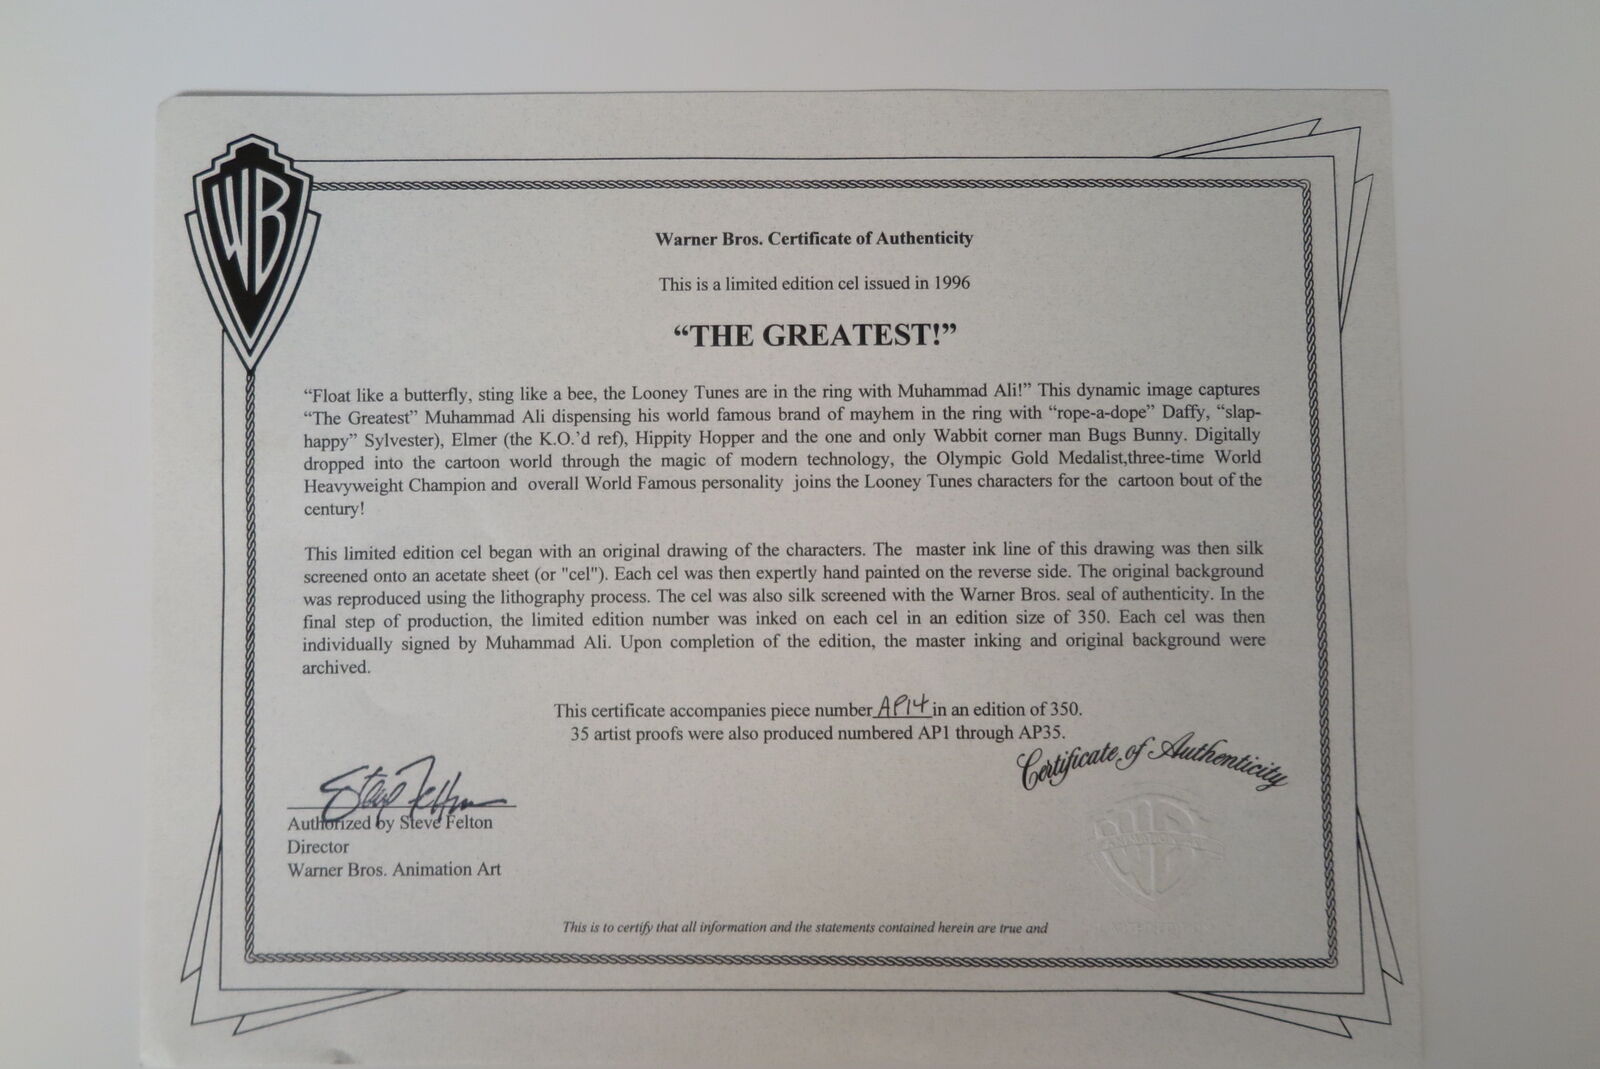 WB
Warner Bros. Certificate of Authenticity
This is a limited edition cel issued in 1996
“THE GREATEST!”
“Float like a butterfly, sting like a bee, the Looney Tunes are in the ring with Muhammad Ali!” This dynamic image captures
“The Greatest” Muhammad Ali dispensing his world famous brand of mayhem in the ring with “rope-a-dope” Daffy, “slap-
happy” Sylvester), Elmer (the K.O.’d ref), Hippity Hopper and the one and only Wabbit corner man Bugs Bunny. Digitally
dropped into the cartoon world through the magic of modern technology, the Olympic Gold Medalist,three-time World
Heavyweight Champion and overall World Famous personality joins the Looney Tunes characters for the cartoon bout of the
century!
This limited edition cel began with an original drawing of the characters. The master ink line of this drawing was then silk
screened onto an acetate sheet (or "cel"). Each cel was then expertly hand painted on the reverse side. The original background
was reproduced using the lithography process. The cel was also silk screened with the Warner Bros. seal of authenticity. In the
final step of production, the limited edition number was inked on each cel in an edition size of 350. Each cel was then
individually signed by Muhammad Ali. Upon completion of the edition, the master inking and original background were
archived.
This certificate accompanies piece number AP14 in an edition of 350.
35 artist proofs were also produced numbered AP1 through AP35.
Certificate of Authenticity
Steve Felton
Authorized by Steve Felton
Director
Warner Bros. Animation Art
This is to certify that all information and the statements contained herein are true and